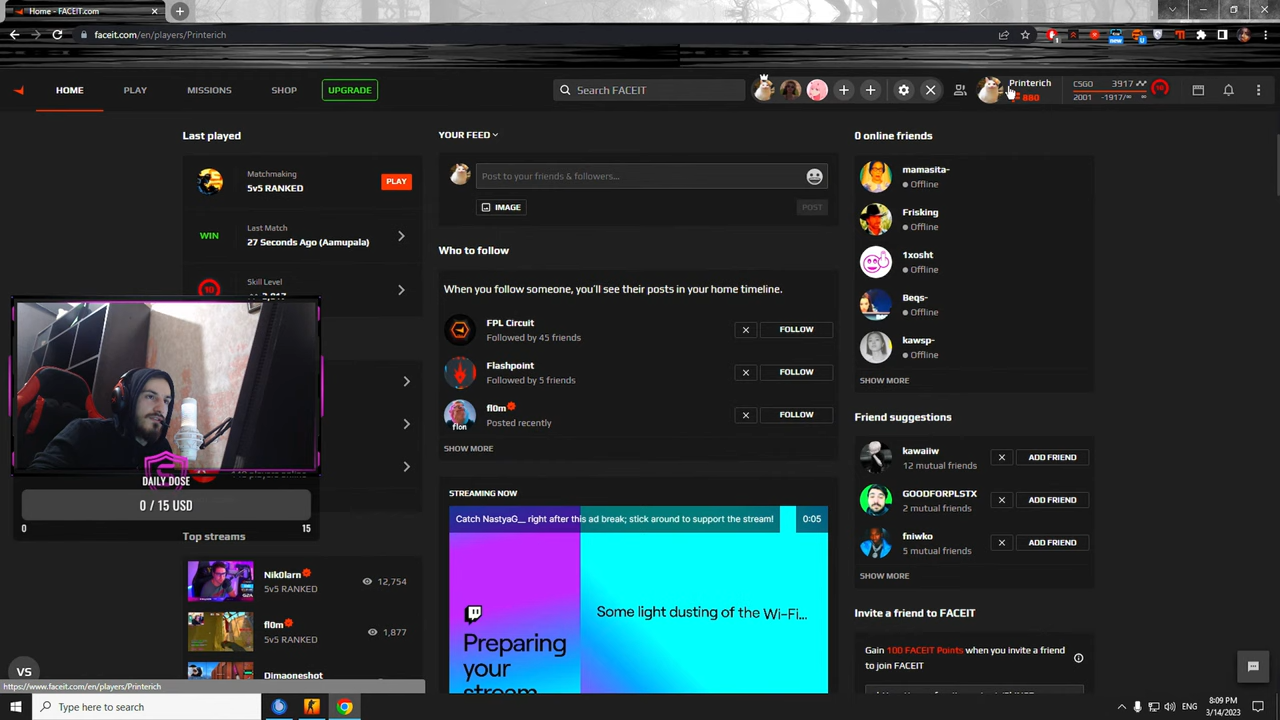 Home - FACEIT.com
faceit.com/en/players/Printerich
HOME
PLAY
MISSIONS
SHOP
UPGRADE
Search FACEIT
Printerich
880
CSGO 3917
2001 -1917/∞
10
Last played
Matchmaking
5v5 RANKED
PLAY
WIN
Last Match
27 Seconds Ago (Aamupala)
Skill Level
10
DAILY DOSE
0 / 15 USD
0
15
Top streams
Nik0larn
5v5 RANKED
12,754
fl0m
5v5 RANKED
1,877
Dimaoneshot
VS
YOUR FEED
Post to your friends & followers...
IMAGE
POST
Who to follow
When you follow someone, you'll see their posts in your home timeline.
FPL Circuit
Followed by 45 friends
FOLLOW
Flashpoint
Followed by 5 friends
FOLLOW
fl0m
Posted recently
FOLLOW
SHOW MORE
STREAMING NOW
Catch NastyaG__ right after this ad break; stick around to support the stream!
0:05
Preparing
your
stream
Some light dusting of the Wi-Fi...
0 online friends
mamasita-
Offline
Frisking
Offline
1xosht
Offline
Beqs-
Offline
kawsp-
Offline
SHOW MORE
Friend suggestions
kawaiiw
12 mutual friends
ADD FRIEND
GOODFORPLSTX
2 mutual friends
ADD FRIEND
fniwko
5 mutual friends
ADD FRIEND
SHOW MORE
Invite a friend to FACEIT
Gain 100 FACEIT Points when you invite a friend
to join FACEIT
https://www.faceit.com/en/players/Printerich
Type here to search
ENG
8:09 PM
3/14/2023